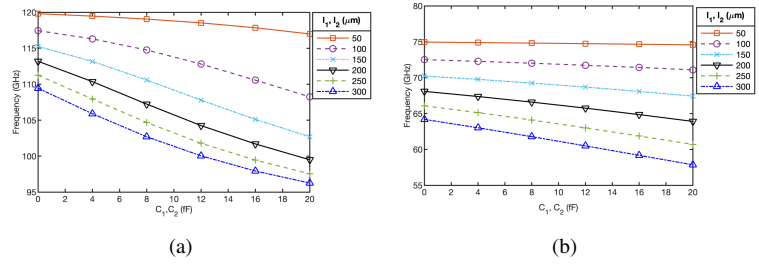 120
115
110
105
100
95
Frequency (GHz)
0 2 4 6 8 10 12 14 16 18 20
C₁,C₂ (fF)
l₁, l₂ (μm)
50
100
150
200
250
300
(a)
80
75
70
65
60
55
Frequency (GHz)
0 2 4 6 8 10 12 14 16 18 20
C₁, C₂ (fF)
l₁, l₂ (μm)
50
100
150
200
250
300
(b)